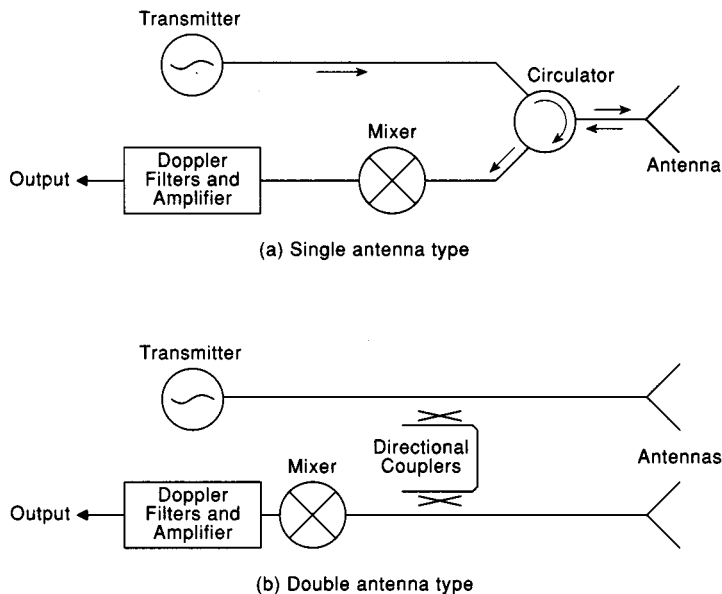 Transmitter
Circulator
Mixer
Antenna
Output
Doppler
Filters and
Amplifier
(a) Single antenna type
Transmitter
Directional
Couplers
Antennas
Mixer
Output
Doppler
Filters and
Amplifier
(b) Double antenna type